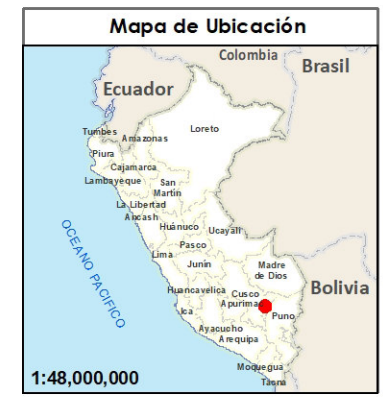 Mapa de Ubicación
Colombia
Brasil
Ecuador
Tumbes
Amazonas
Loreto
Piura
Cajamarca
Lambayeque
San
Martín
La Libertad
Ancash
Huánuco
Ucayali
Pasco
Lima
Junín
Madre
de Dios
OCEANO PACIFICO
Huancavelica
Cusco
Bolivia
Ica
Puno
Ayacucho
Arequipa
Moquegua
Tacna
1:48,000,000